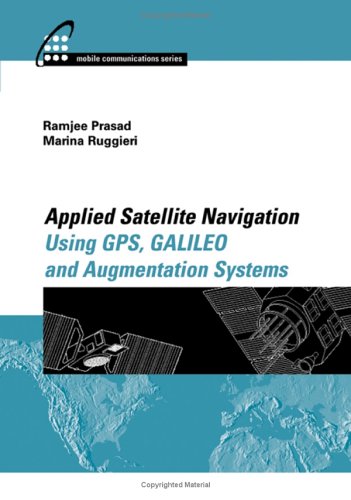 mobile communications series
Ramjee Prasad
Marina Ruggieri
Applied Satellite Navigation
Using GPS, GALILEO
and Augmentation Systems
Copyrighted Material